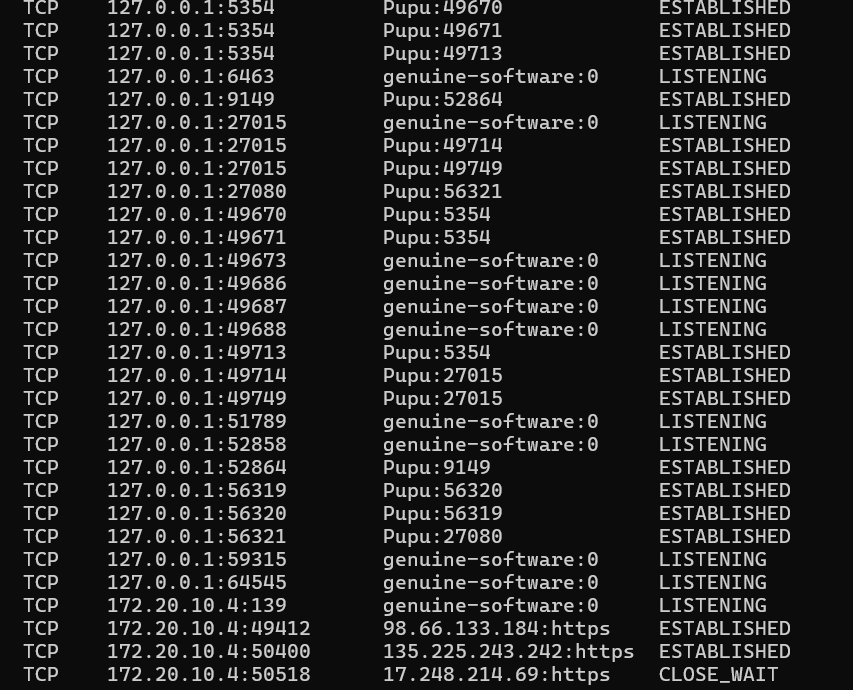 TCP 127.0.0.1:5354 Pupu:49670 ESTABLISHED
TCP 127.0.0.1:5354 Pupu:49671 ESTABLISHED
TCP 127.0.0.1:5354 Pupu:49713 ESTABLISHED
TCP 127.0.0.1:6463 genuine-software:0 LISTENING
TCP 127.0.0.1:9149 Pupu:52864 ESTABLISHED
TCP 127.0.0.1:27015 genuine-software:0 LISTENING
TCP 127.0.0.1:27015 Pupu:49714 ESTABLISHED
TCP 127.0.0.1:27015 Pupu:49749 ESTABLISHED
TCP 127.0.0.1:27080 Pupu:56321 ESTABLISHED
TCP 127.0.0.1:49670 Pupu:5354 ESTABLISHED
TCP 127.0.0.1:49671 Pupu:5354 ESTABLISHED
TCP 127.0.0.1:49673 genuine-software:0 LISTENING
TCP 127.0.0.1:49686 genuine-software:0 LISTENING
TCP 127.0.0.1:49687 genuine-software:0 LISTENING
TCP 127.0.0.1:49688 genuine-software:0 LISTENING
TCP 127.0.0.1:49713 Pupu:5354 ESTABLISHED
TCP 127.0.0.1:49714 Pupu:27015 ESTABLISHED
TCP 127.0.0.1:49749 Pupu:27015 ESTABLISHED
TCP 127.0.0.1:51789 genuine-software:0 LISTENING
TCP 127.0.0.1:52858 genuine-software:0 LISTENING
TCP 127.0.0.1:52864 Pupu:9149 ESTABLISHED
TCP 127.0.0.1:56319 Pupu:56320 ESTABLISHED
TCP 127.0.0.1:56320 Pupu:56319 ESTABLISHED
TCP 127.0.0.1:56321 Pupu:27080 ESTABLISHED
TCP 127.0.0.1:59315 genuine-software:0 LISTENING
TCP 127.0.0.1:64545 genuine-software:0 LISTENING
TCP 172.20.10.4:139 genuine-software:0 LISTENING
TCP 172.20.10.4:49412 98.66.133.184:https ESTABLISHED
TCP 172.20.10.4:50400 135.225.243.242:https ESTABLISHED
TCP 172.20.10.4:50518 17.248.214.69:https CLOSE_WAIT